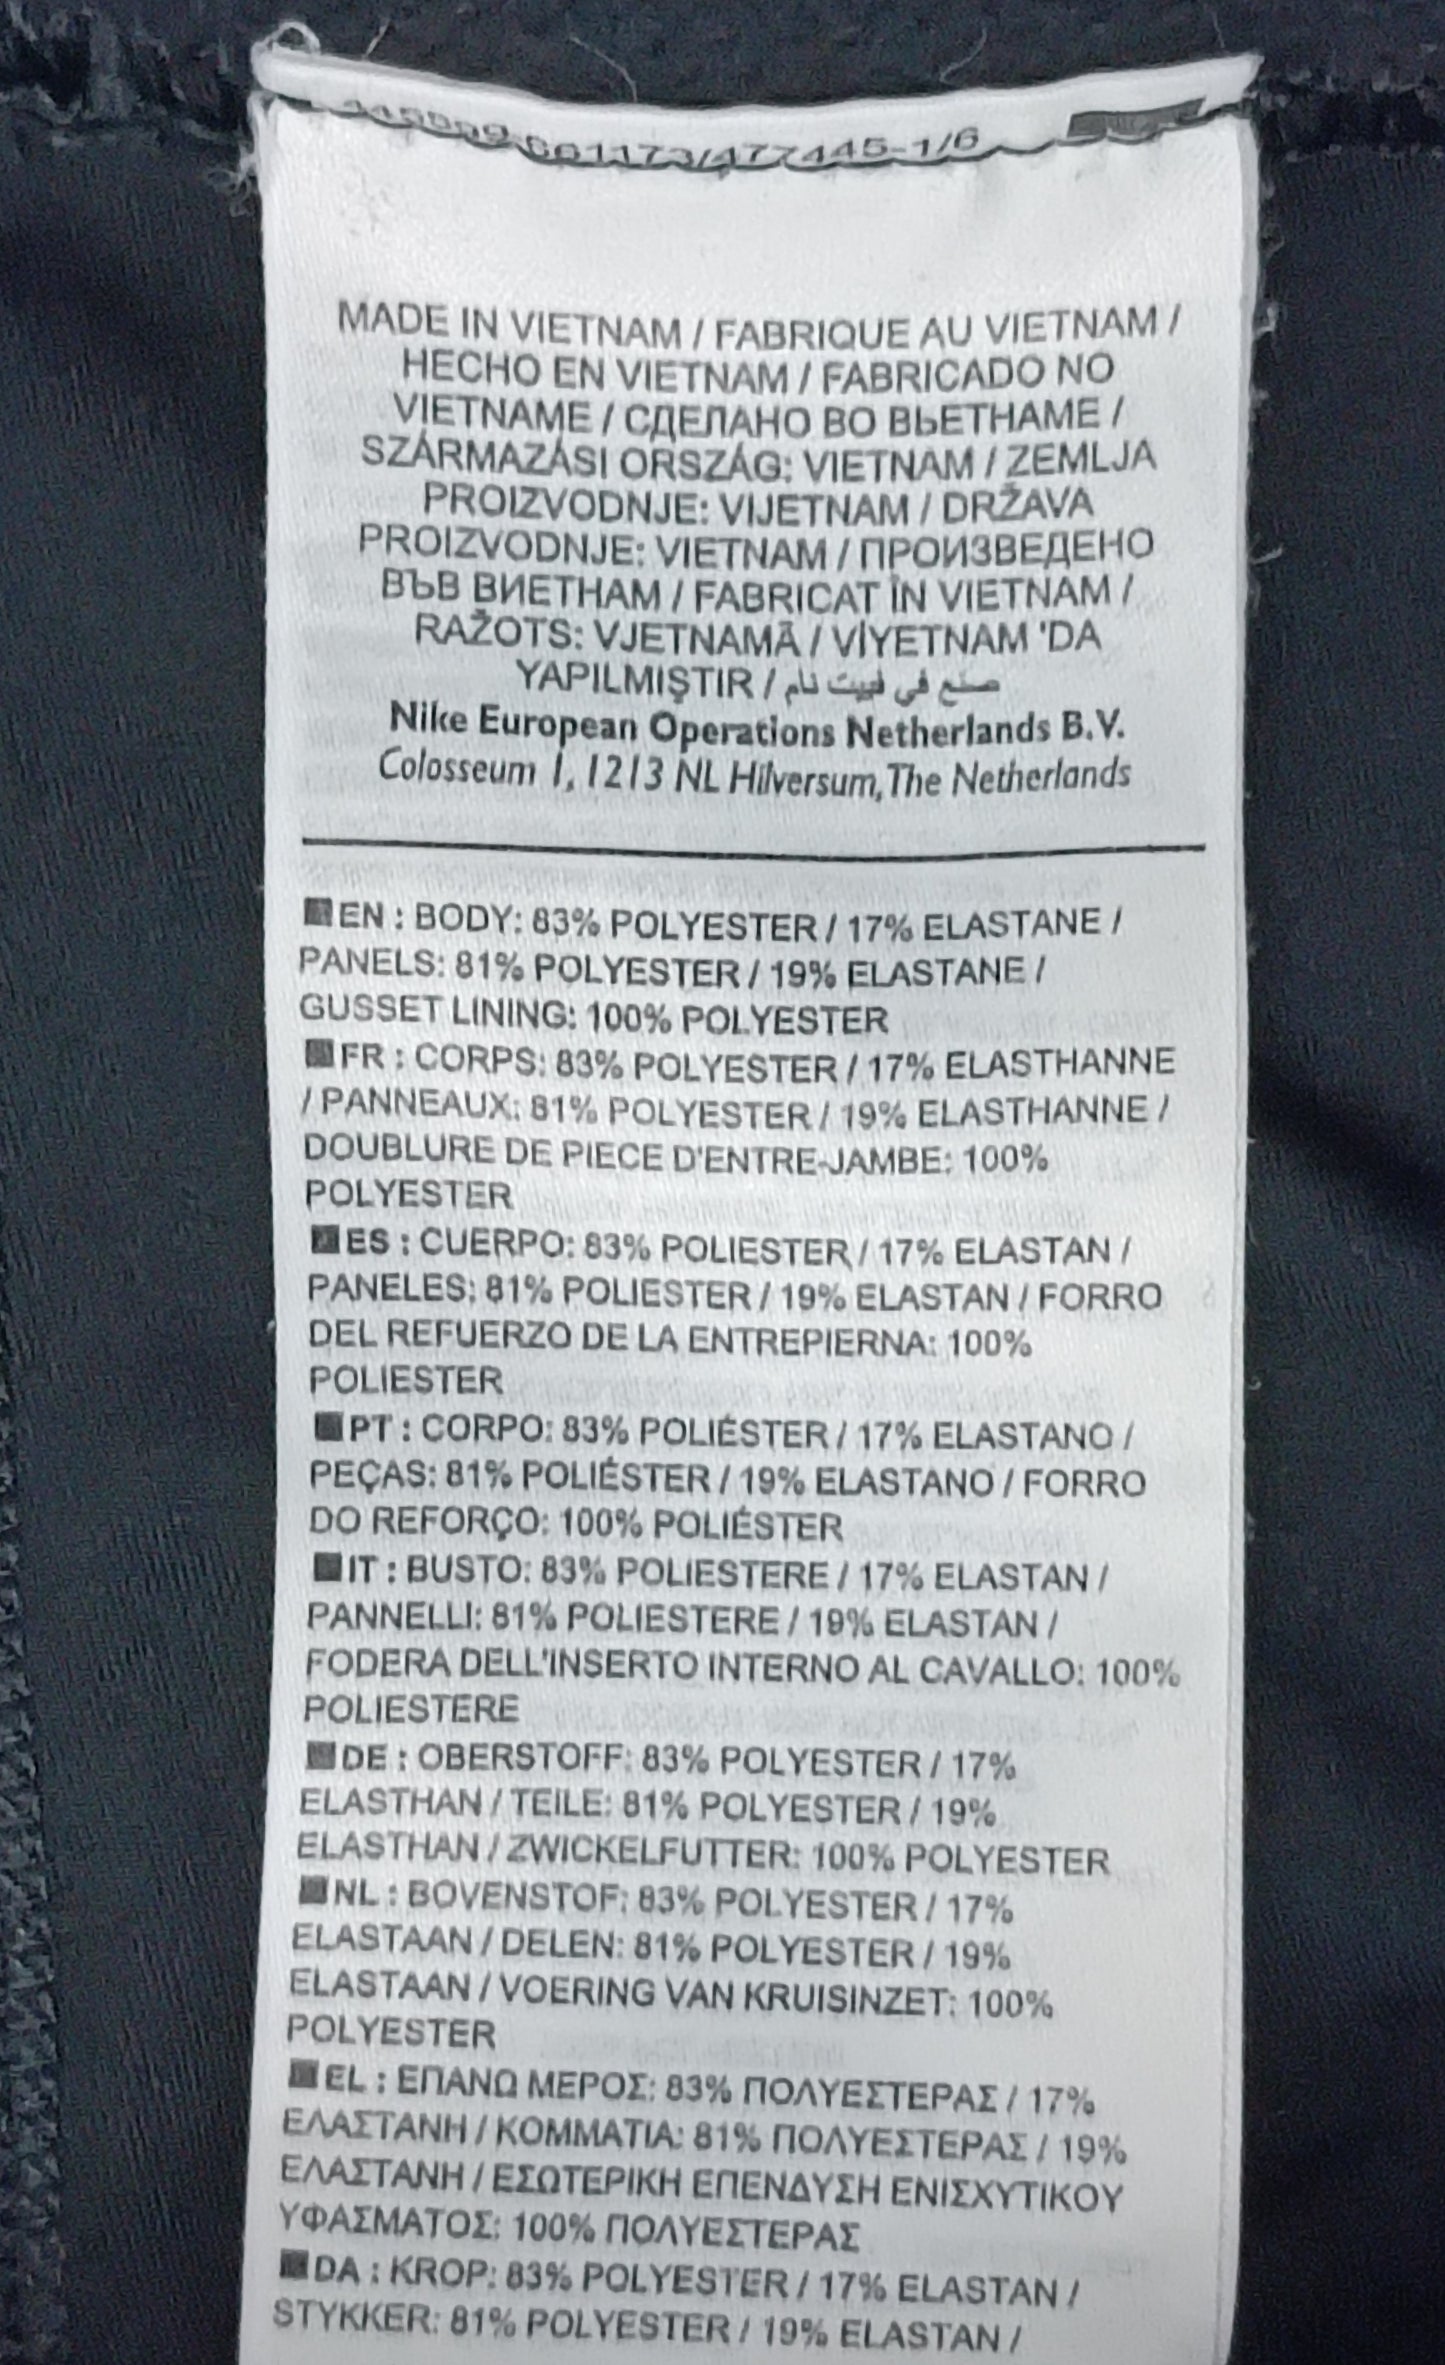 661173/477445-1/6
MADE IN VIETNAM / FABRIQUE AU VIETNAM /
HECHO EN VIETNAM / FABRICADO NO
VIETNAME / СДЕЛАНО ВО ВЬЕТНАМЕ /
SZÁRMAZÁSI ORSZÁG: VIETNAM / ZEMLJA
PROIZVODNJE: VIJETNAM / DRŽAVA
PROIZVODNJE: VIETNAM / ПРОИЗВЕДЕНО
ВЪВ ВИЕТНАМ / FABRICAT ÎN VIETNAM /
RAŽOTS: VJETNAMĀ / VİYETNAM 'DA
YAPILMIŞTIR / صنع في فييت نام
Nike European Operations Netherlands B.V.
Colosseum 1, 1213 NL Hilversum, The Netherlands
EN : BODY: 83% POLYESTER / 17% ELASTANE /
PANELS: 81% POLYESTER / 19% ELASTANE /
GUSSET LINING: 100% POLYESTER
FR : CORPS: 83% POLYESTER / 17% ELASTHANNE
/ PANNEAUX: 81% POLYESTER / 19% ELASTHANNE /
DOUBLURE DE PIECE D'ENTRE-JAMBE: 100%
POLYESTER
ES : CUERPO: 83% POLIESTER / 17% ELASTAN /
PANELES: 81% POLIESTER / 19% ELASTAN / FORRO
DEL REFUERZO DE LA ENTREPIERNA: 100%
POLIESTER
PT : CORPO: 83% POLIÉSTER / 17% ELASTANO /
PEÇAS: 81% POLIÉSTER / 19% ELASTANO / FORRO
DO REFORÇO: 100% POLIÉSTER
IT : BUSTO: 83% POLIESTERE / 17% ELASTAN /
PANNELLI: 81% POLIESTERE / 19% ELASTAN /
FODERA DELL'INSERTO INTERNO AL CAVALLO: 100%
POLIESTERE
DE : OBERSTOFF: 83% POLYESTER / 17%
ELASTHAN / TEILE: 81% POLYESTER / 19%
ELASTHAN / ZWICKELFUTTER: 100% POLYESTER
NL : BOVENSTOF: 83% POLYESTER / 17%
ELASTAAN / DELEN: 81% POLYESTER / 19%
ELASTAAN / VOERING VAN KRUISINZET: 100%
POLYESTER
EL : ΕΠΑΝΩ ΜΕΡΟΣ: 83% ΠΟΛΥΕΣΤΕΡΑΣ / 17%
ΕΛΑΣΤΑΝΗ / ΚΟΜΜΑΤΙΑ: 81% ΠΟΛΥΕΣΤΕΡΑΣ / 19%
ΕΛΑΣΤΑΝΗ / ΕΣΩΤΕΡΙΚΗ ΕΠΕΝΔΥΣΗ ΕΝΙΣΧΥΤΙΚΟΥ
ΥΦΑΣΜΑΤΟΣ: 100% ΠΟΛΥΕΣΤΕΡΑΣ
DA : KROP: 83% POLYESTER / 17% ELASTAN /
STYKKER: 81% POLYESTER / 19% ELASTAN /